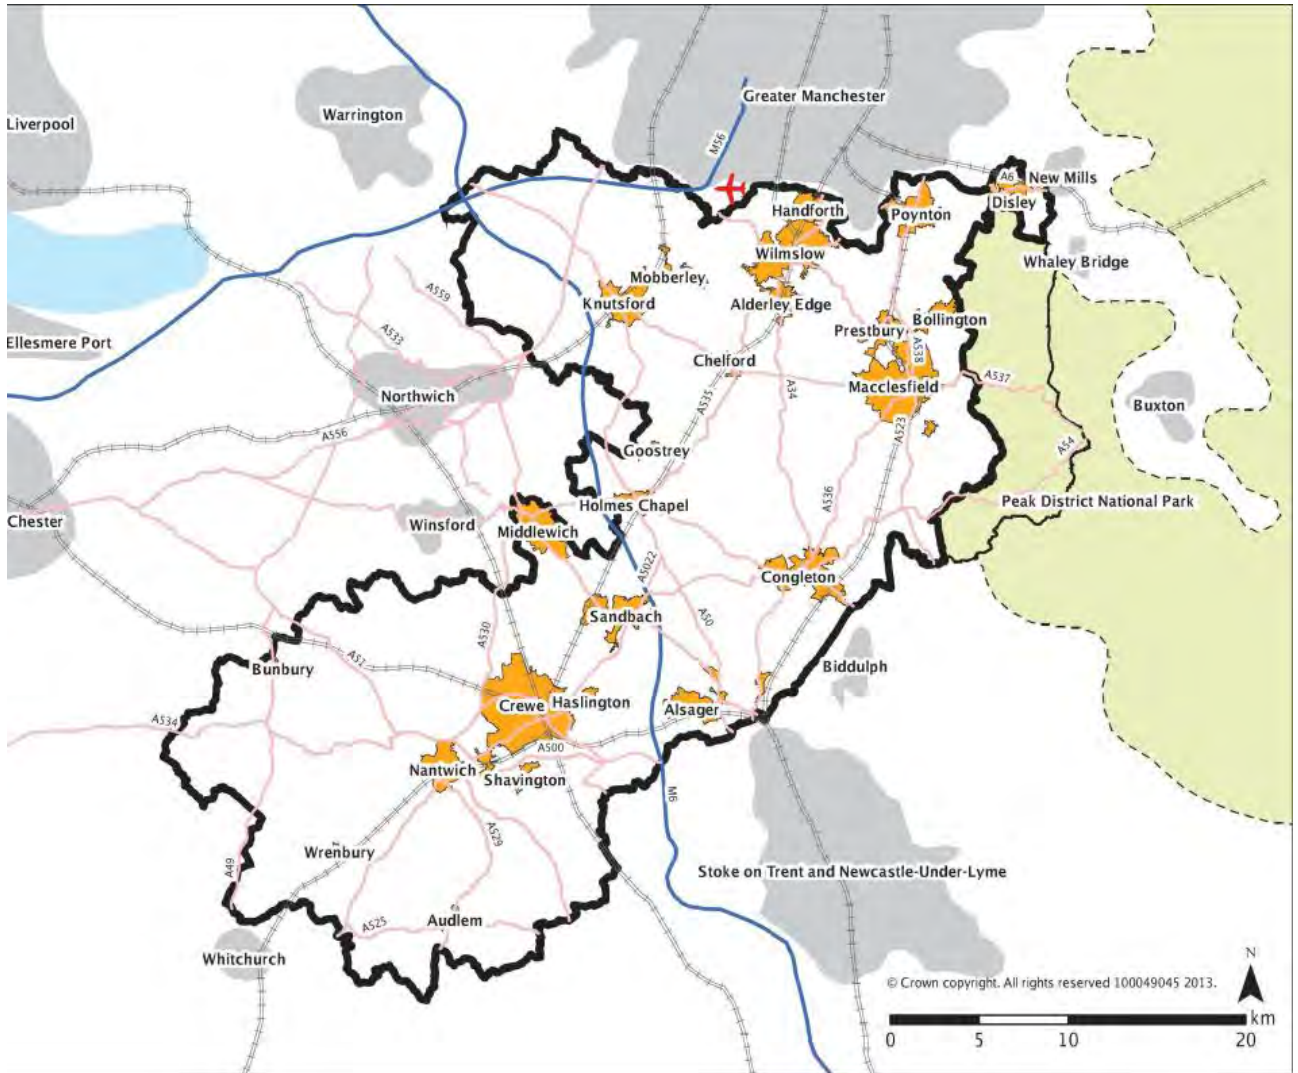 Greater Manchester
Warrington
Liverpool
M56
A6
New Mills
Disley
Handforth
Poynton
Wilmslow
Whaley Bridge
Mobberley
A559
Knutsford
Alderley Edge
Bollington
Prestbury
A533
Ellesmere Port
A538
Chelford
A537
Macclesfield
A34
Northwich
A535
Buxton
A523
A556
A54
Goostrey
A536
Peak District National Park
Holmes Chapel
Chester
Winsford
Middlewich
A5022
Congleton
Sandbach
A50
A530
A51
Bunbury
Biddulph
Crewe
Haslington
Alsager
A534
A500
Nantwich
Shavington
M6
A529
Wrenbury
A49
Stoke on Trent and Newcastle-Under-Lyme
Audlem
A525
Whitchurch
N
© Crown copyright. All rights reserved 100049045 2013.
km
0 5 10 20